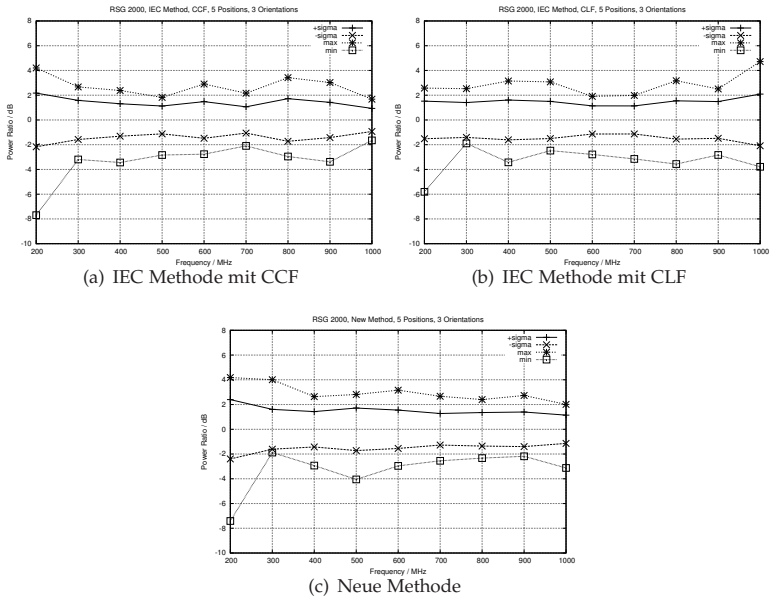 RSG 2000, IEC Method, CCF, 5 Positions, 3 Orientations
8
6
4
2
0
-2
-4
-6
-8
-10
Power Ratio / dB
+sigma
-sigma
max
min
200 300 400 500 600 700 800 900 1000
Frequency / MHz
(a) IEC Methode mit CCF
RSG 2000, IEC Method, CLF, 5 Positions, 3 Orientations
8
6
4
2
0
-2
-4
-6
-8
-10
Power Ratio / dB
+sigma
-sigma
max
min
200 300 400 500 600 700 800 900 1000
Frequency / MHz
(b) IEC Methode mit CLF
RSG 2000, New Method, 5 Positions, 3 Orientations
8
6
4
2
0
-2
-4
-6
-8
-10
Power Ratio / dB
+sigma
-sigma
max
min
200 300 400 500 600 700 800 900 1000
Frequency / MHz
(c) Neue Methode